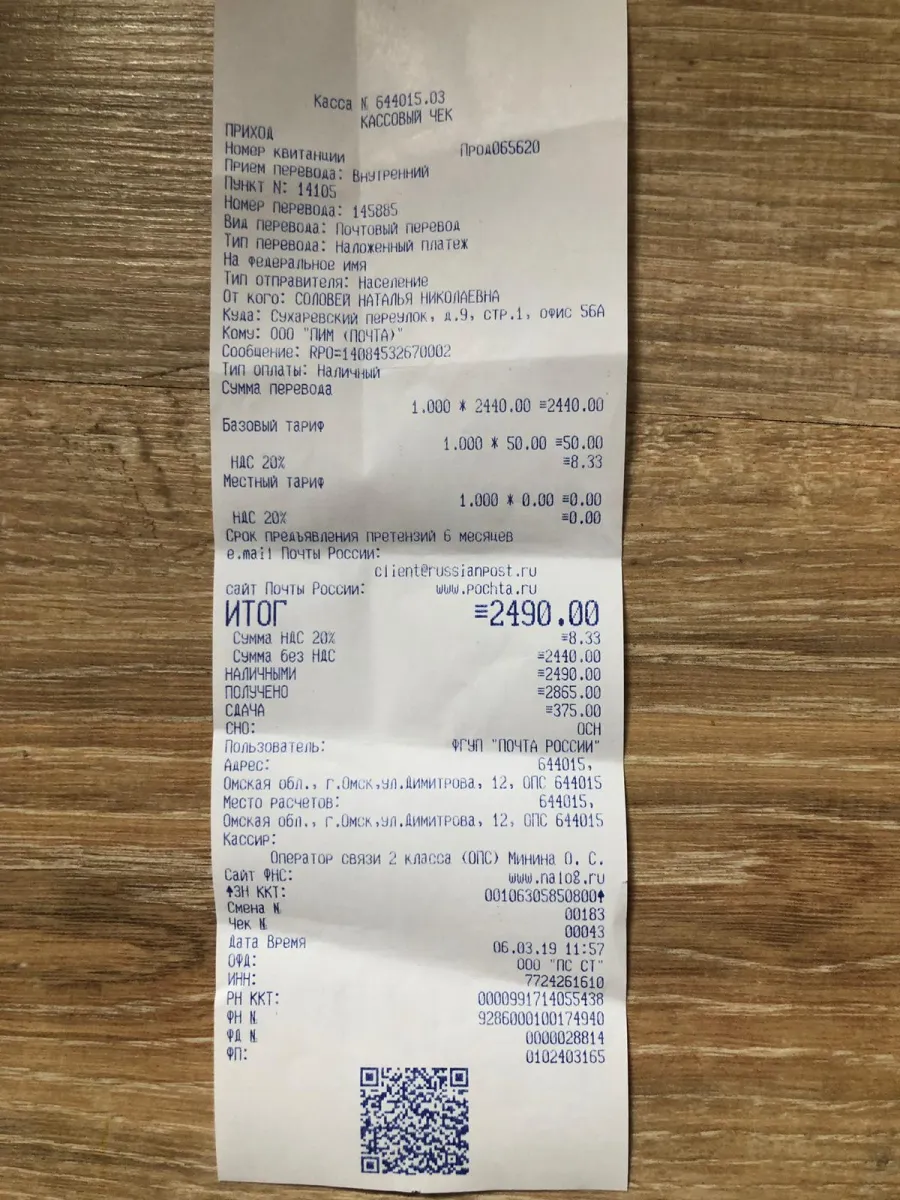 Касса № 644015.03
КАССОВЫЙ ЧЕК
ПРИХОД
Номер квитанции Прод065620
Прием перевода: Внутренний
Пункт N: 14105
Номер перевода: 145885
Вид перевода: Почтовый перевод
Тип перевода: Наложенный платеж
На федеральное имя
Тип отправителя: Население
От кого: СОЛОВЕЙ НАТАЛЬЯ НИКОЛАЕВНА
Куда: Сухаревский переулок, д.9, стр.1, офис 56А
Кому: ООО "ПИМ (ПОЧТА)"
Сообщение: RPO=14084532670002
Тип оплаты: Наличный
Сумма перевода
1.000 * 2440.00 ≡2440.00
Базовый тариф
1.000 * 50.00 ≡50.00
НДС 20% ≡8.33
Местный тариф
1.000 * 0.00 ≡0.00
НДС 20% ≡0.00
Срок предъявления претензий 6 месяцев
e.mail Почты России:
client@russianpost.ru
сайт Почты России: www.pochta.ru
ИТОГ ≡2490.00
Сумма НДС 20% ≡8.33
Сумма без НДС ≡2440.00
НАЛИЧНЫМИ ≡2490.00
ПОЛУЧЕНО ≡2865.00
СДАЧА ≡375.00
СНО: ОСН
Пользователь: ФГУП "ПОЧТА РОССИИ"
Адрес: 644015,
Омская обл., г.Омск,ул.Димитрова, 12, ОПС 644015
Место расчетов: 644015,
Омская обл., г.Омск,ул.Димитрова, 12, ОПС 644015
Кассир:
Оператор связи 2 класса (ОПС) Минина О. С.
Сайт ФНС: www.nalog.ru
↟ЗН ККТ: 00106305850800↟
Смена № 00183
Чек № 00043
Дата Время 06.03.19 11:57
ОФД: ООО "ПС СТ"
ИНН: 7724261610
РН ККТ: 0000991714055438
ФН № 9286000100174940
ФД № 0000028814
ФП: 0102403165